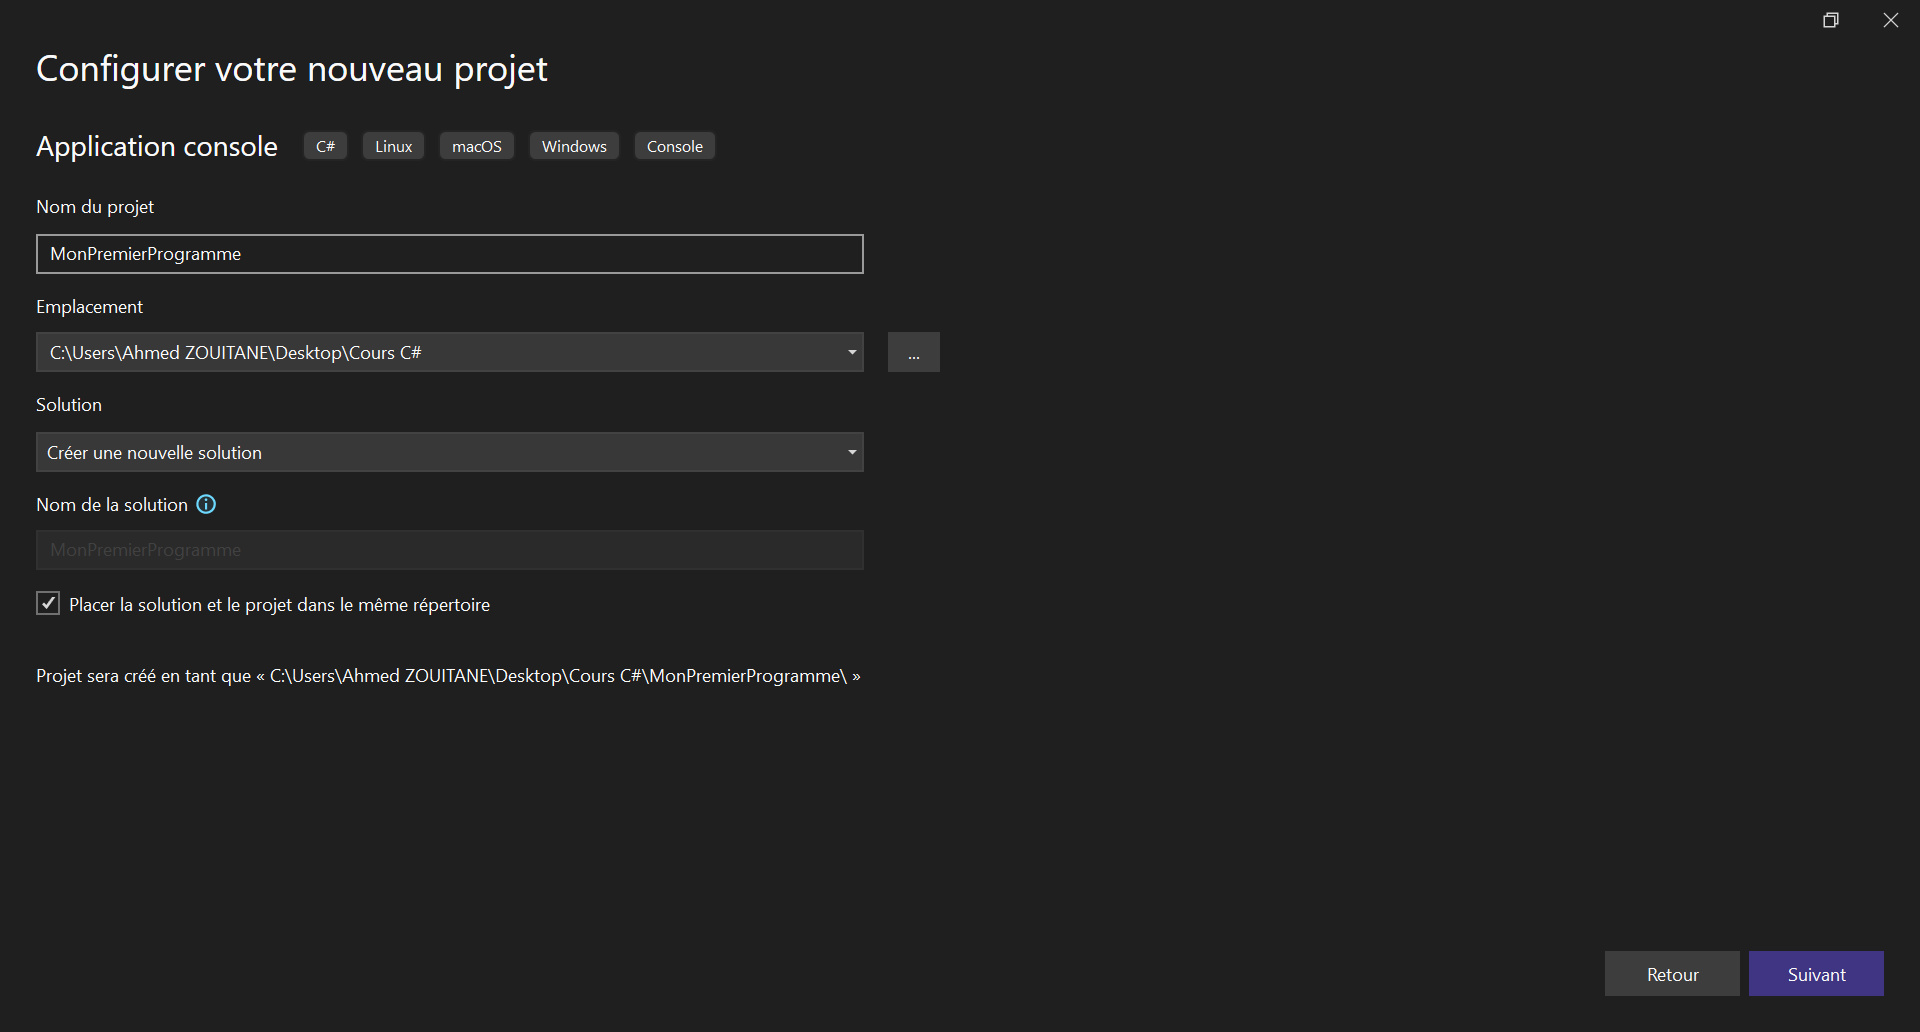 Configurer votre nouveau projet
Application console C# Linux macOS Windows Console
Nom du projet
MonPremierProgramme
Emplacement
C:\Users\Ahmed ZOUITANE\Desktop\Cours C#
...
Solution
Créer une nouvelle solution
Nom de la solution
MonPremierProgramme
Placer la solution et le projet dans le même répertoire
Projet sera créé en tant que « C:\Users\Ahmed ZOUITANE\Desktop\Cours C#\MonPremierProgramme\ »
Retour Suivant